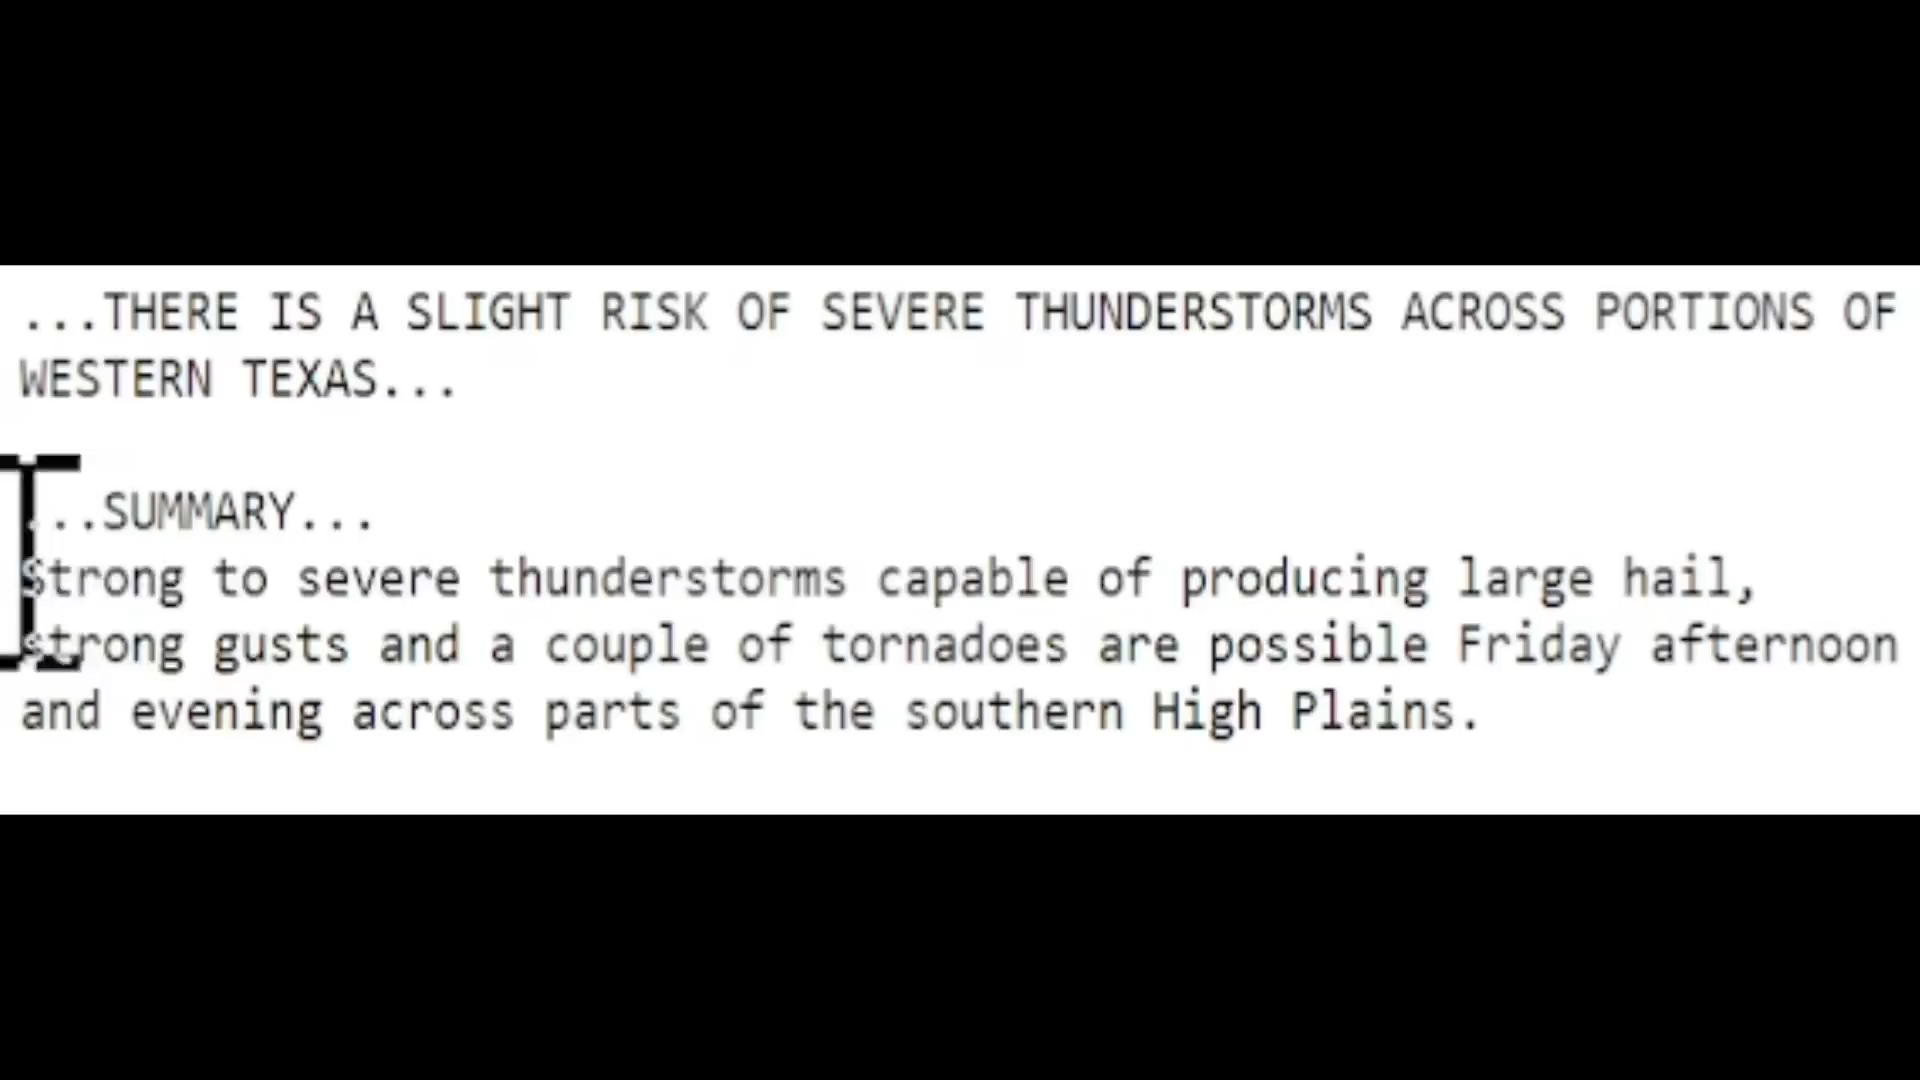 ...THERE IS A SLIGHT RISK OF SEVERE THUNDERSTORMS ACROSS PORTIONS OF
WESTERN TEXAS...
...SUMMARY...
Strong to severe thunderstorms capable of producing large hail,
strong gusts and a couple of tornadoes are possible Friday afternoon
and evening across parts of the southern High Plains.